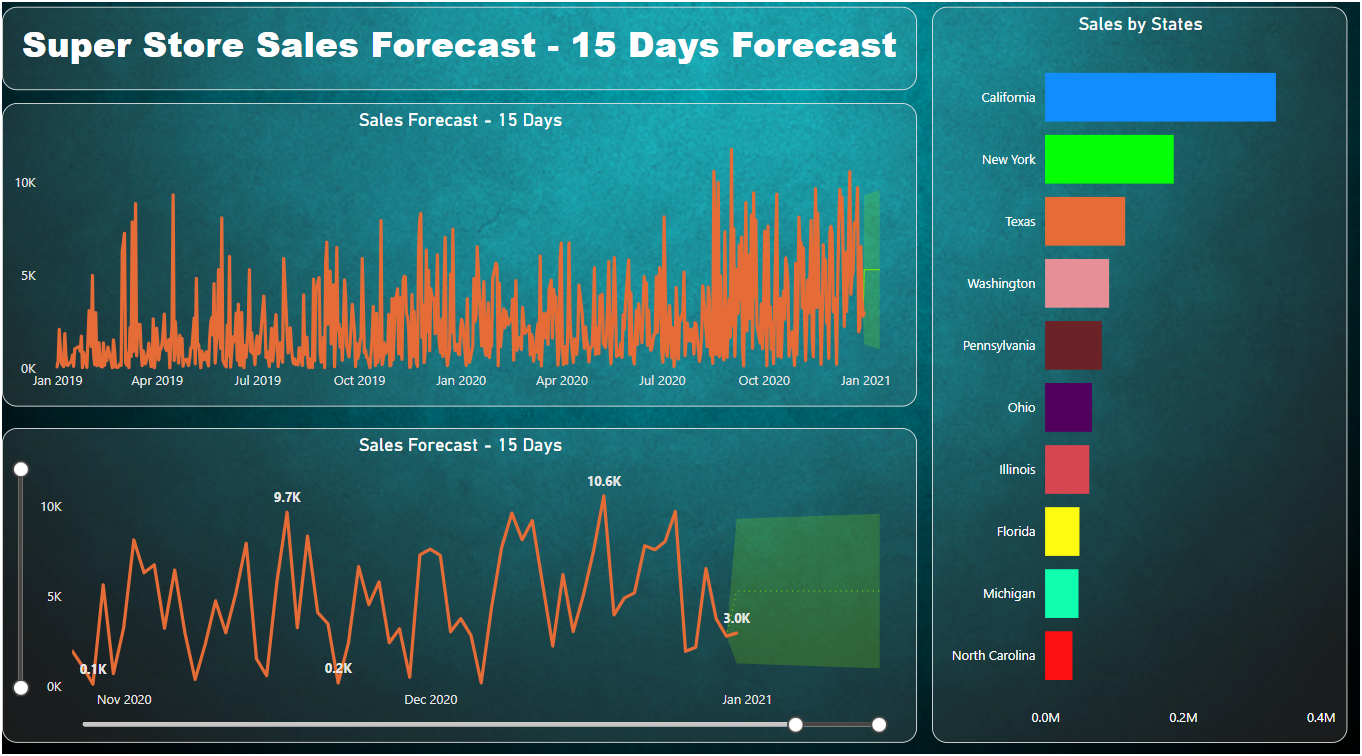 Super Store Sales Forecast - 15 Days Forecast
Sales Forecast - 15 Days
10K
5K
0K
Jan 2019 Apr 2019 Jul 2019 Oct 2019 Jan 2020 Apr 2020 Jul 2020 Oct 2020 Jan 2021
Sales Forecast - 15 Days
10.6K
9.7K
10K
5K
3.0K
0.1K 0.2K
0K
Nov 2020 Dec 2020 Jan 2021
Sales by States
California
New York
Texas
Washington
Pennsylvania
Ohio
Illinois
Florida
Michigan
North Carolina
0.0M 0.2M 0.4M